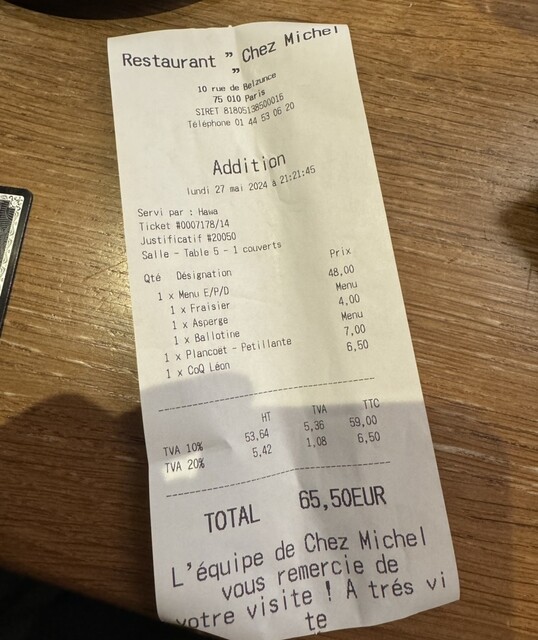 Restaurant " Chez Michel
"
10 rue de Belzunce
75 010 Paris
SIRET 81805138500016
Téléphone 01 44 53 06 20
Addition
lundi 27 mai 2024 à 21:21:45
Servi par : Hawa
Ticket #0007178/14
Justificatif #20050
Salle - Table 5 - 1 couverts
Qté Désignation Prix
1 x Menu E/P/D 48,00
1 x Fraisier Menu
1 x Asperge 4,00
1 x Ballotine Menu
1 x Plancoët - Petillante 7,00
1 x CoQ Léon 6,50
HT TVA TTC
TVA 10% 53,64 5,36 59,00
TVA 20% 5,42 1,08 6,50
TOTAL 65,50EUR
L'équipe de Chez Michel
vous remercie de
votre visite ! A trés vi
te